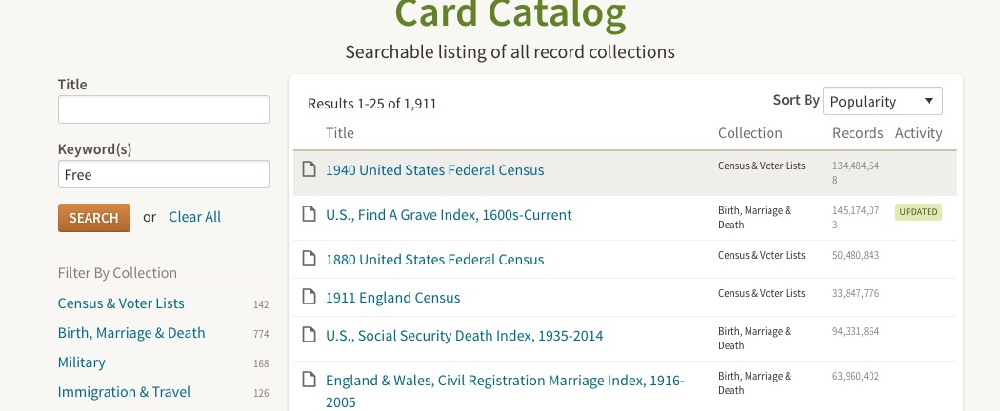 Card Catalog
Searchable listing of all record collections
Title
Keyword(s)
Free
SEARCH or Clear All
Filter By Collection
Census & Voter Lists 142
Birth, Marriage & Death 774
Military 168
Immigration & Travel 126
Results 1-25 of 1,911
Sort By Popularity
Title Collection Records Activity
1940 United States Federal Census Census & Voter Lists 134,484,64
8
U.S., Find A Grave Index, 1600s-Current Birth, Marriage & 145,174,07 UPDATED
Death 3
1880 United States Federal Census Census & Voter Lists 50,480,843
1911 England Census Census & Voter Lists 33,847,776
U.S., Social Security Death Index, 1935-2014 Birth, Marriage & 94,331,864
Death
England & Wales, Civil Registration Marriage Index, 1916- Birth, Marriage & 63,960,402
2005 Death